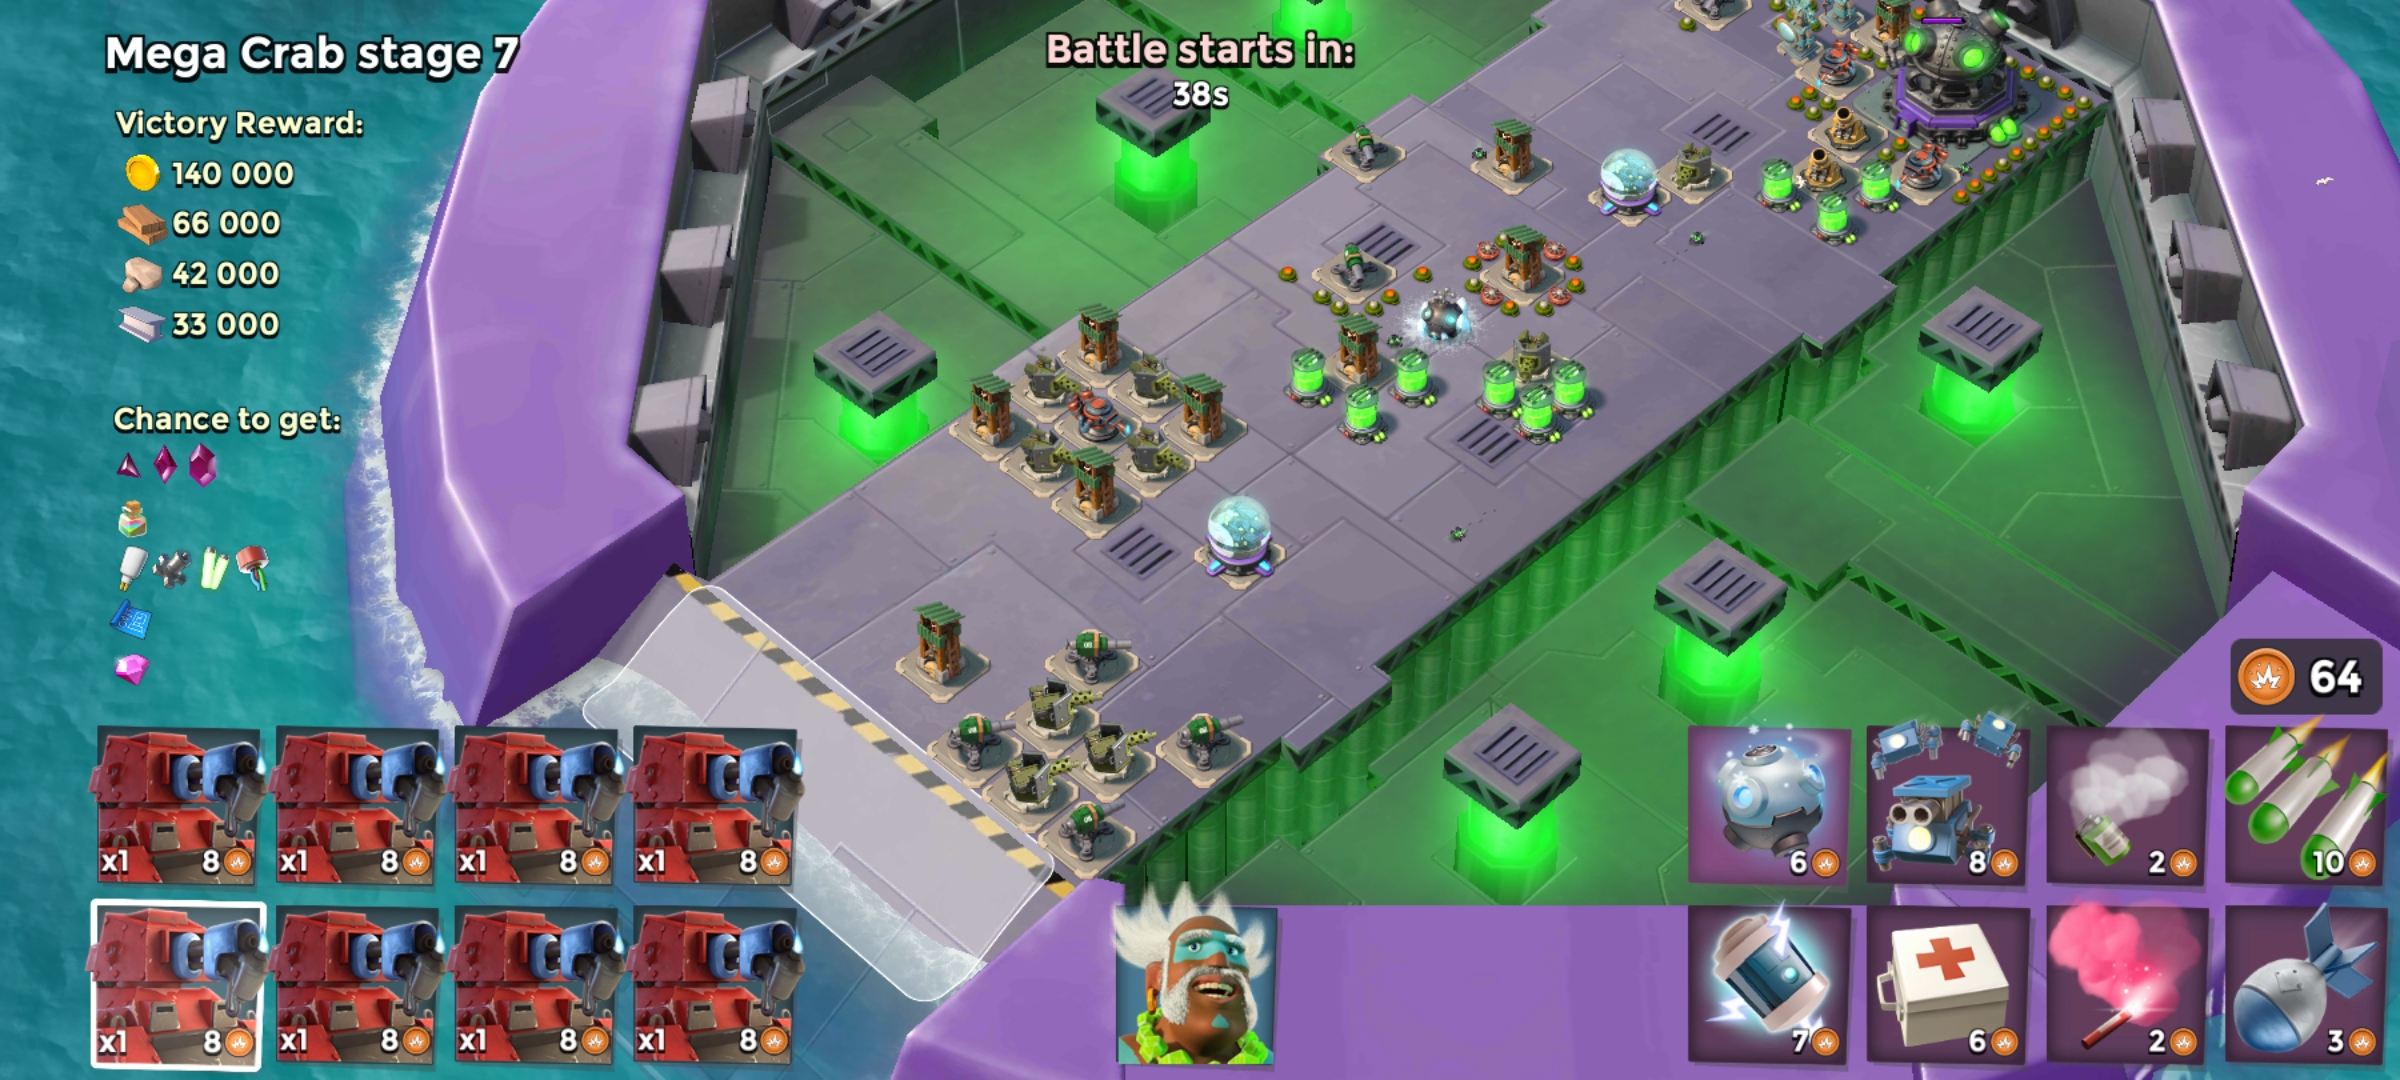 Mega Crab stage 7
Battle starts in:
38s
Victory Reward:
140 000
66 000
42 000
33 000
Chance to get:
64
x1 8
x1 8
x1 8
x1 8
6
8
2
10
x1 8
x1 8
x1 8
x1 8
7
6
2
3